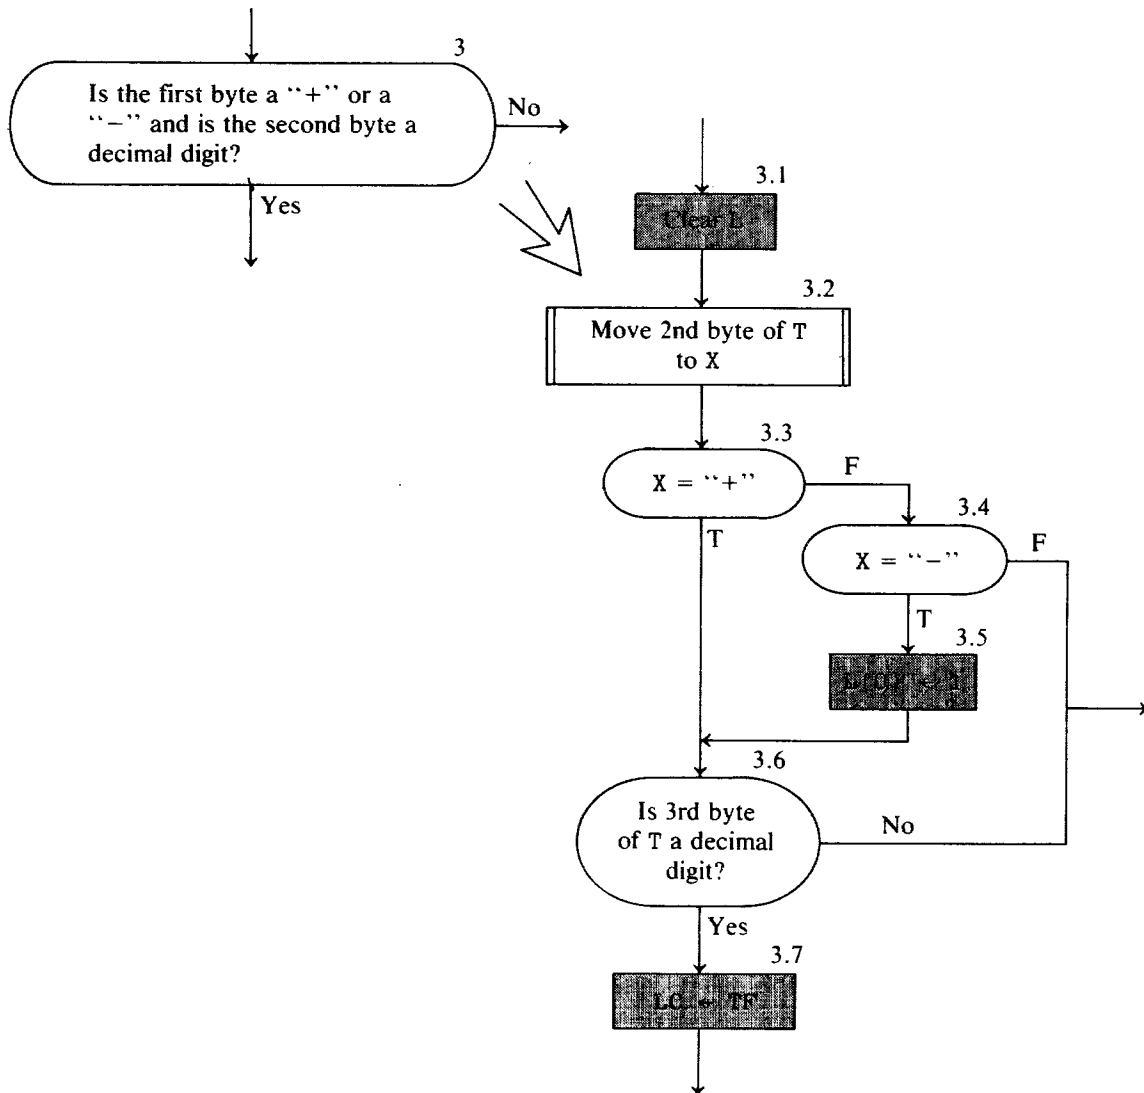 3
Is the first byte a “+” or a
“−” and is the second byte a
decimal digit?
No
Yes
3.1
Clear L
3.2
Move 2nd byte of T
to X
3.3
X = “+”
F
T
3.4
X = “−”
F
T
3.5
3.6
Is 3rd byte
of T a decimal
digit?
No
Yes
3.7
← TF